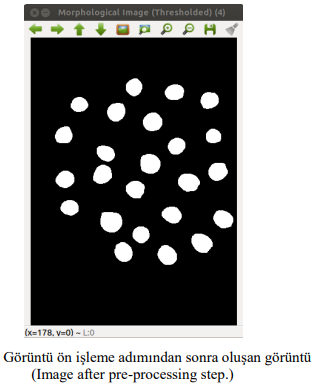 Morphological Image (Thresholded) (4)
(x=178, y=0) ~ L:0
Görüntü ön işleme adımından sonra oluşan görüntü
(Image after pre-processing step.)